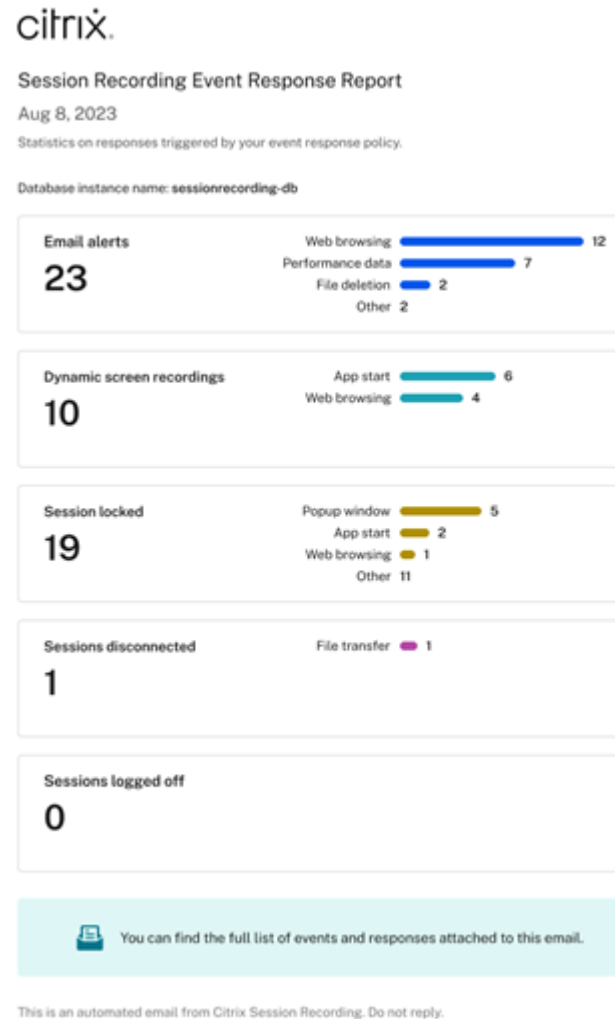 citrix.
Session Recording Event Response Report
Aug 8, 2023
Statistics on responses triggered by your event response policy.
Database instance name: sessionrecording-db
Email alerts
23
Web browsing 12
Performance data 7
File deletion 2
Other 2
Dynamic screen recordings
10
App start 6
Web browsing 4
Session locked
19
Popup window 5
App start 2
Web browsing 1
Other 11
Sessions disconnected
1
File transfer 1
Sessions logged off
0
You can find the full list of events and responses attached to this email.
This is an automated email from Citrix Session Recording. Do not reply.